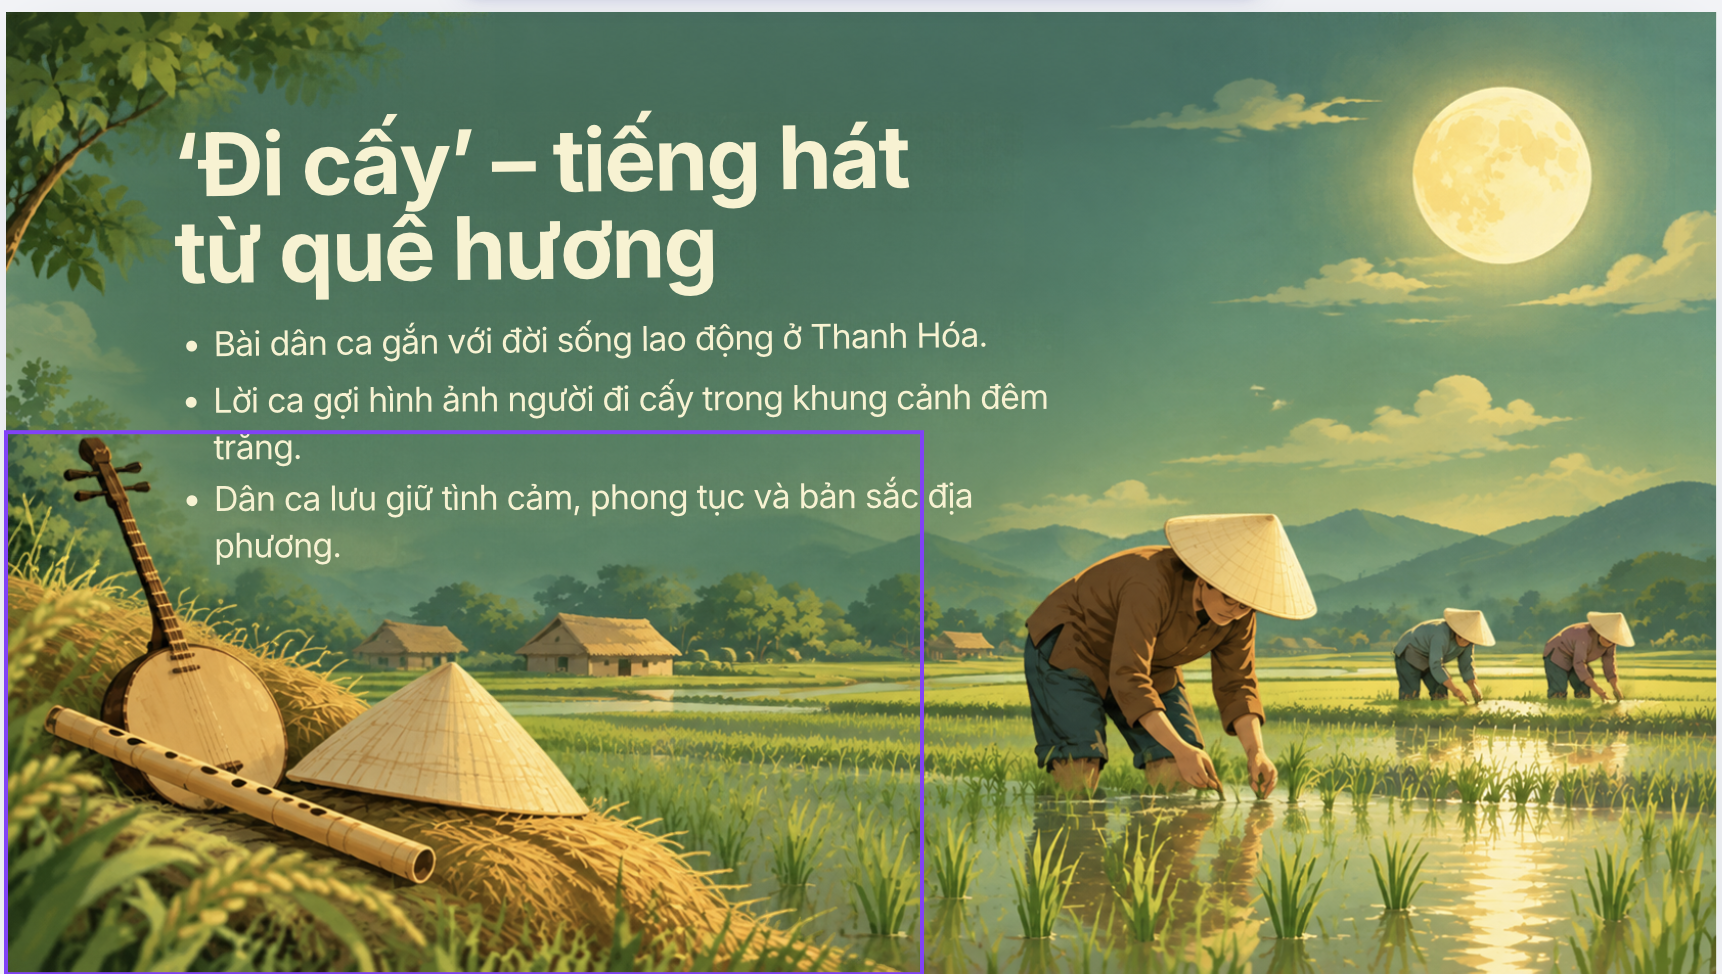 ‘Đi cấy’ – tiếng hát
từ quê hương
• Bài dân ca gắn với đời sống lao động ở Thanh Hóa.
• Lời ca gợi hình ảnh người đi cấy trong khung cảnh đêm
trăng.
• Dân ca lưu giữ tình cảm, phong tục và bản sắc địa
phương.